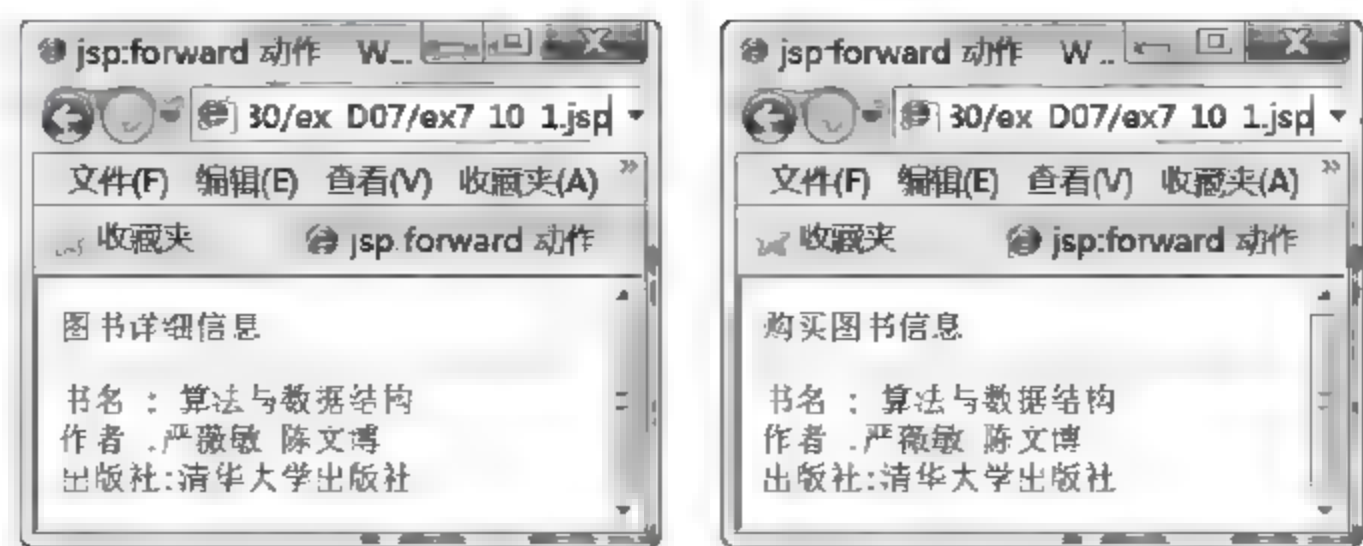 jsp:forward 动作 W...
30/ex D07/ex7 10 1.jsp
文件(F) 编辑(E) 查看(V) 收藏夹(A) »
收藏夹 jsp:forward 动作
图书详细信息
书名 : 算法与数据结构
作者 :严薇敏 陈文博
出版社:清华大学出版社
jsp:forward 动作 W...
30/ex D07/ex7 10 1.jsp
文件(F) 编辑(E) 查看(V) 收藏夹(A) »
收藏夹 jsp:forward 动作
购买图书信息
书名 : 算法与数据结构
作者 :严薇敏 陈文博
出版社:清华大学出版社